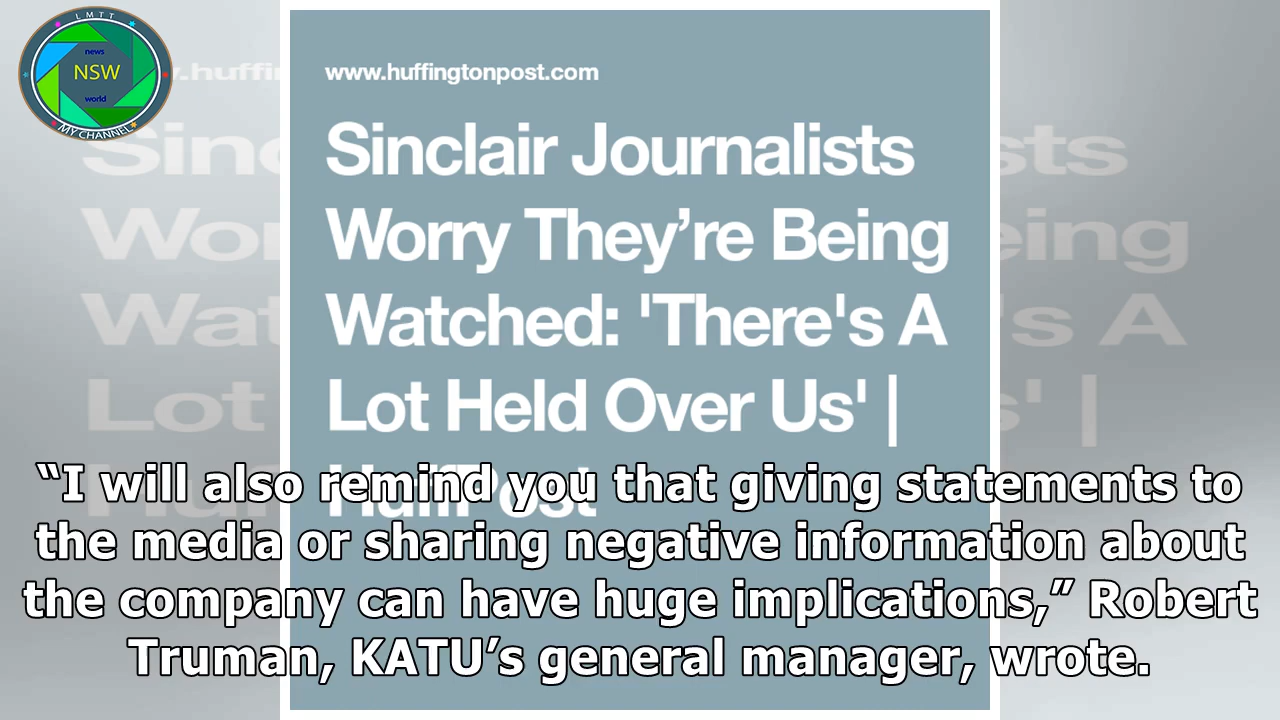 LMTT
news
NSW
world
MY CHANNEL
www.huffingtonpost.com
Sinclair Journalists
Worry They’re Being
Watched: 'There's A
Lot Held Over Us' |
HuffPost
“I will also remind you that giving statements to
the media or sharing negative information about
the company can have huge implications,” Robert
Truman, KATU’s general manager, wrote.